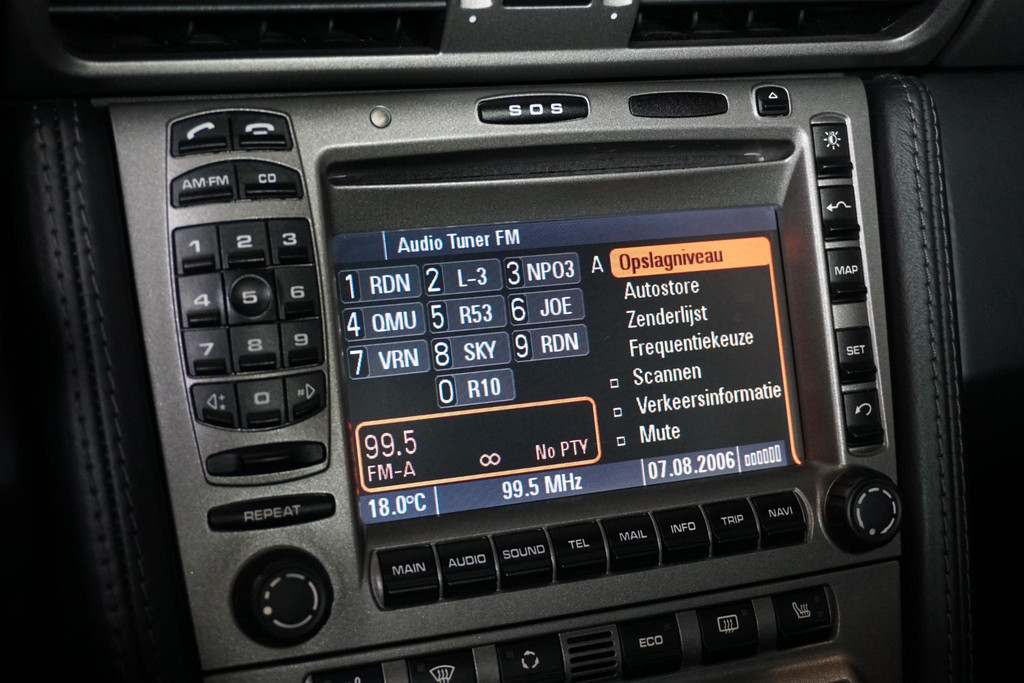 SOS
AM·FM CD
1 2 3
4 5 6
7 8 9
0
REPEAT
Audio Tuner FM
1 RDN 2 L-3 3 NPO3 A
4 QMU 5 R53 6 JOE
7 VRN 8 SKY 9 RDN
0 R10
Opslagniveau
Autostore
Zenderlijst
Frequentiekeuze
Scannen
Verkeersinformatie
Mute
99.5
FM-A ∞ No PTY
18.0°C 99.5 MHz 07.08.2006
MAP
SET
MAIN AUDIO SOUND TEL MAIL INFO TRIP NAVI
ECO